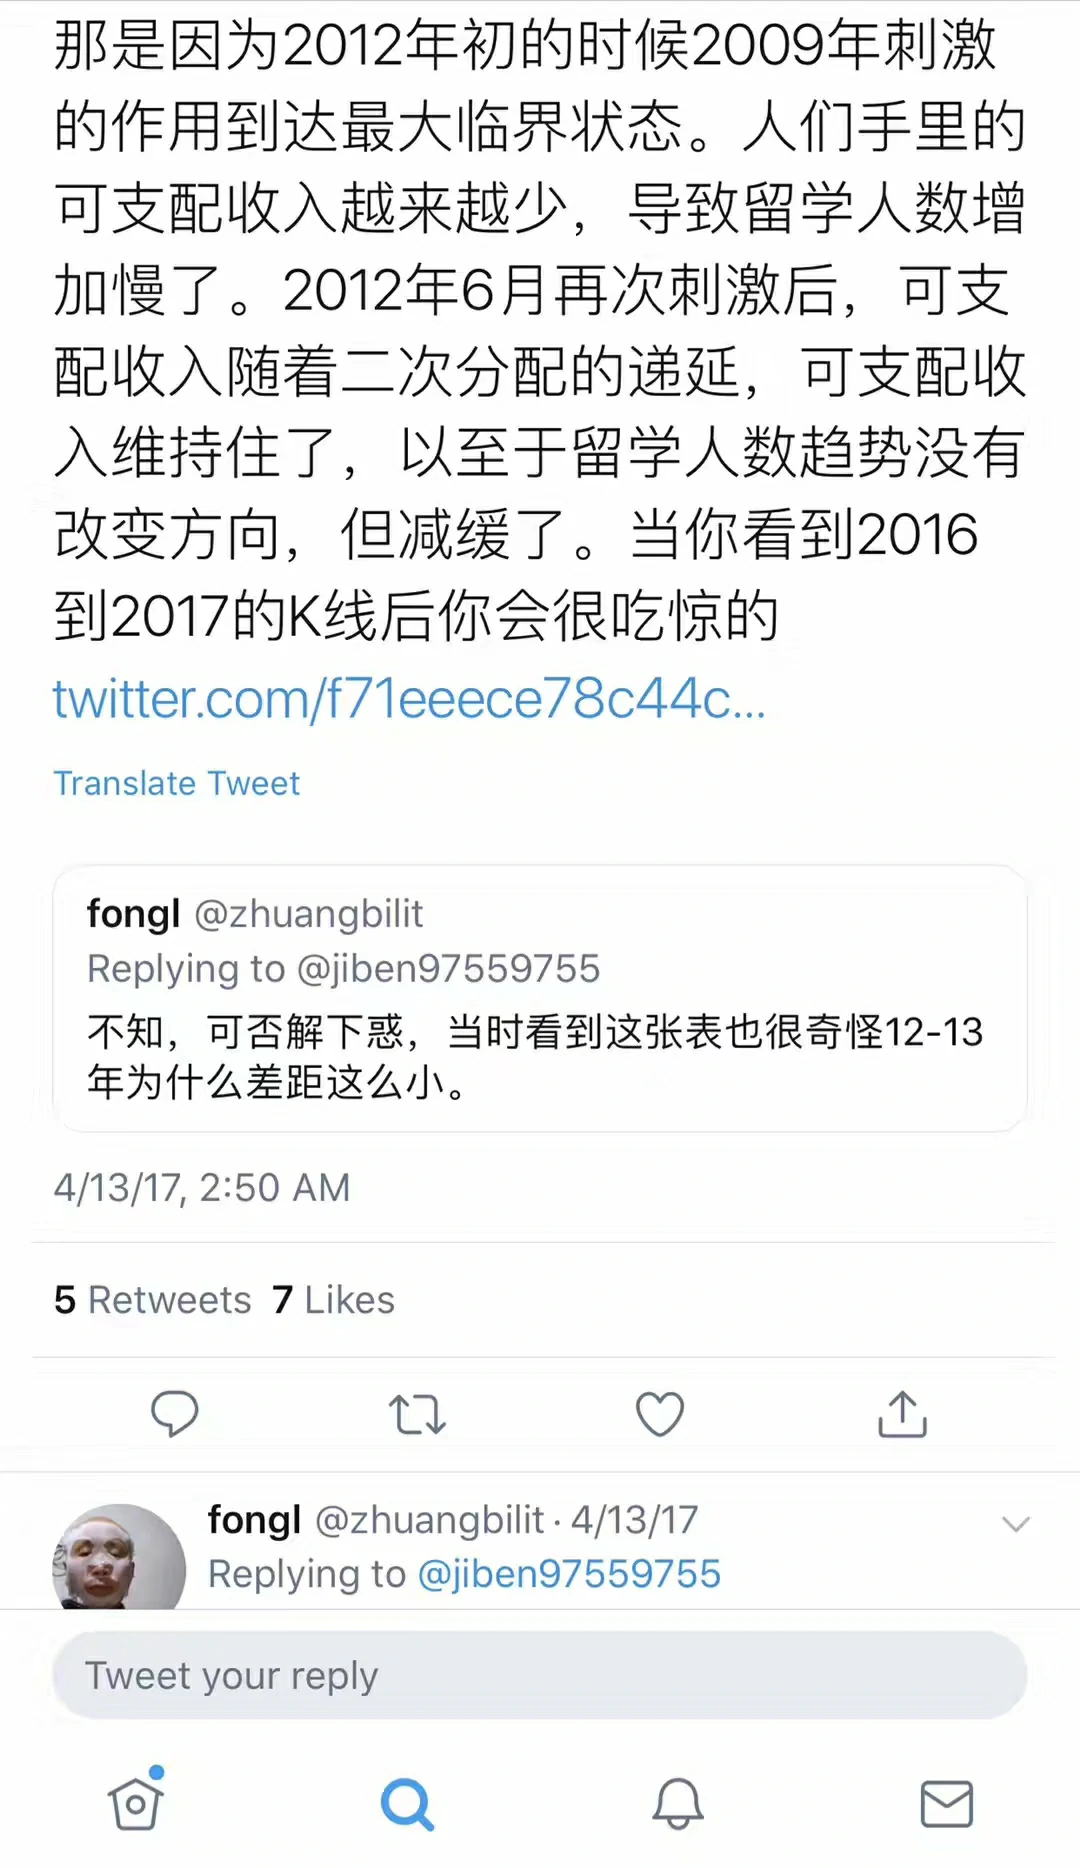 那是因为2012年初的时候2009年刺激
的作用到达最大临界状态。人们手里的
可支配收入越来越少，导致留学人数增
加慢了。2012年6月再次刺激后，可支
配收入随着二次分配的递延，可支配收
入维持住了，以至于留学人数趋势没有
改变方向，但减缓了。当你看到2016
到2017的K线后你会很吃惊的
twitter.com/f71eeece78c44c...
Translate Tweet
fongl @zhuangbilit
Replying to @jiben97559755
不知，可否解下惑，当时看到这张表也很奇怪12-13
年为什么差距这么小。
4/13/17, 2:50 AM
5 Retweets 7 Likes
fongl @zhuangbilit · 4/13/17
Replying to @jiben97559755
Tweet your reply